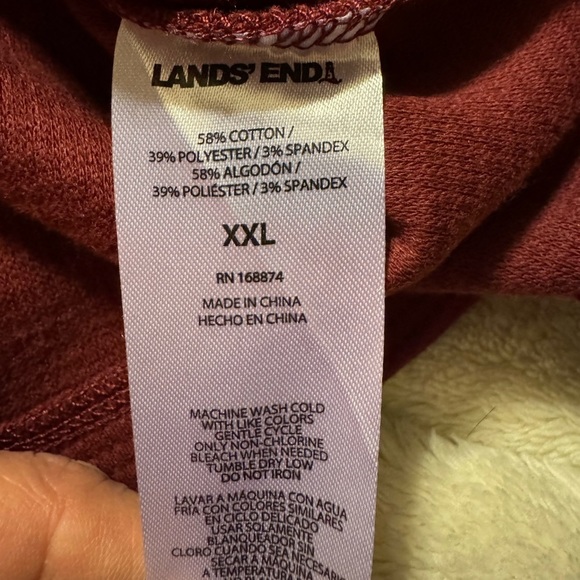 LANDS' END
58% COTTON /
39% POLYESTER / 3% SPANDEX
58% ALGODÓN /
39% POLIÉSTER / 3% SPANDEX
XXL
RN 168874
MADE IN CHINA
HECHO EN CHINA
MACHINE WASH COLD
WITH LIKE COLORS
GENTLE CYCLE
ONLY NON-CHLORINE
BLEACH WHEN NEEDED
TUMBLE DRY LOW
DO NOT IRON
LAVAR A MÁQUINA CON AGUA
FRÍA CON COLORES SIMILARES
EN CICLO DELICADO
USAR SOLAMENTE
BLANQUEADOR SIN
CLORO CUANDO SEA NECESARIO
SECAR A MÁQUINA
A TEMPERATURA